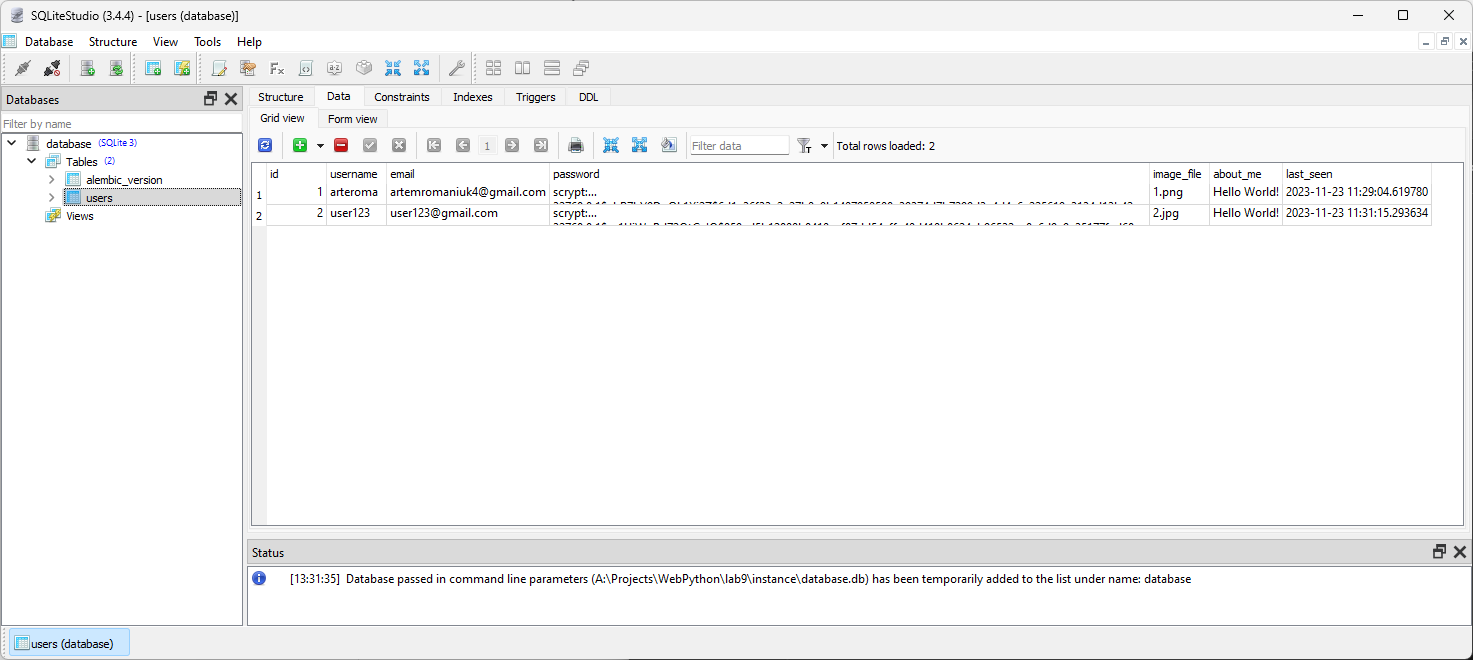 SQLiteStudio (3.4.4) - [users (database)]
Database Structure View Tools Help
Databases
Filter by name
database (SQLite 3)
Tables (2)
alembic_version
users
Views
Structure Data Constraints Indexes Triggers DDL
Grid view Form view
1 Filter data Total rows loaded: 2
id username email password image_file about_me last_seen
1 1 arteroma artemromaniuk4@gmail.com scrypt:... 1.png Hello World! 2023-11-23 11:29:04.619780
2 2 user123 user123@gmail.com scrypt:... 2.jpg Hello World! 2023-11-23 11:31:15.293634
Status
[13:31:35] Database passed in command line parameters (A:\Projects\WebPython\lab9\instance\database.db) has been temporarily added to the list under name: database
users (database)